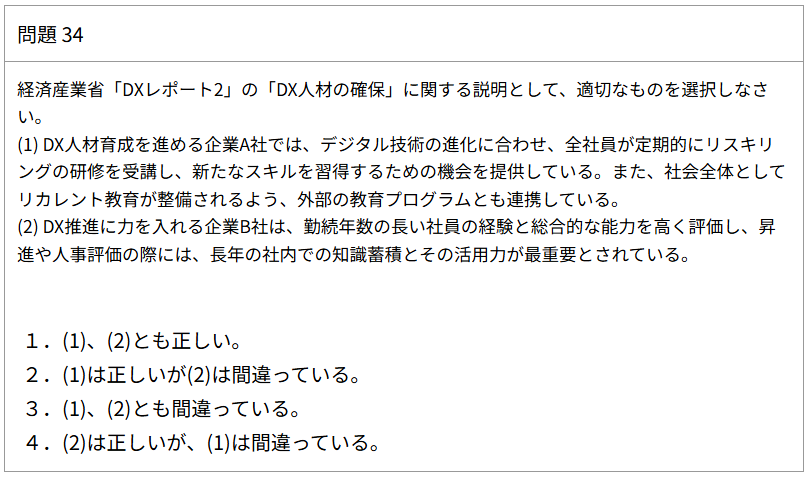 問題 34
経済産業省「DXレポート2」の「DX人材の確保」に関する説明として、適切なものを選択しなさ
い。
(1) DX人材育成を進める企業A社では、デジタル技術の進化に合わせ、全社員が定期的にリスキリ
ングの研修を受講し、新たなスキルを習得するための機会を提供している。また、社会全体として
リカレント教育が整備されるよう、外部の教育プログラムとも連携している。
(2) DX推進に力を入れる企業B社は、勤続年数の長い社員の経験と総合的な能力を高く評価し、昇
進や人事評価の際には、長年の社内での知識蓄積とその活用力が最重要とされている。
１．(1)、(2)とも正しい。
２．(1)は正しいが(2)は間違っている。
３．(1)、(2)とも間違っている。
４．(2)は正しいが、(1)は間違っている。